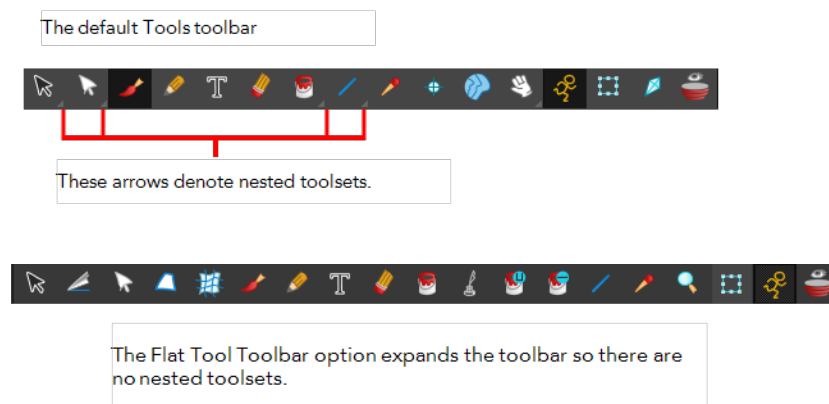 The default Tools toolbar
These arrows denote nested toolsets.
The Flat Tool Toolbar option expands the toolbar so there are
no nested toolsets.